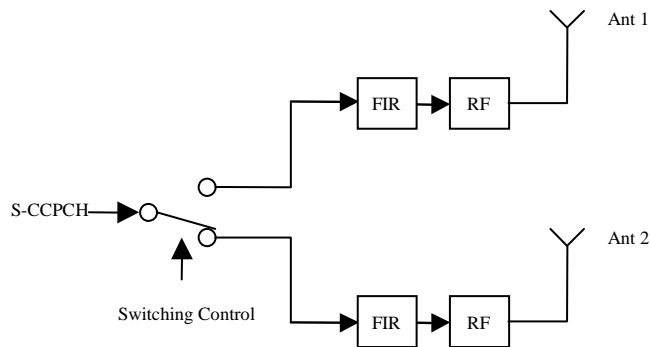 Ant 1
FIR
RF
S-CCPCH
Ant 2
Switching Control
FIR
RF